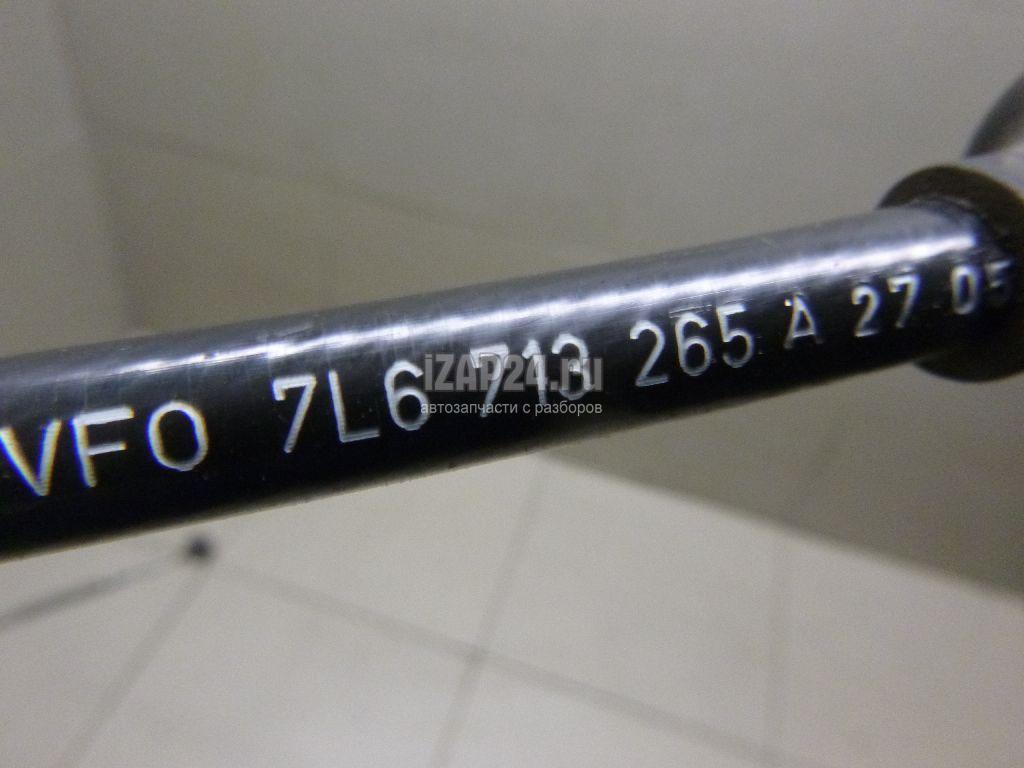 VFO 7L6 713 265 A 27 05
iZAP24.ru
автозапчасти с разборов